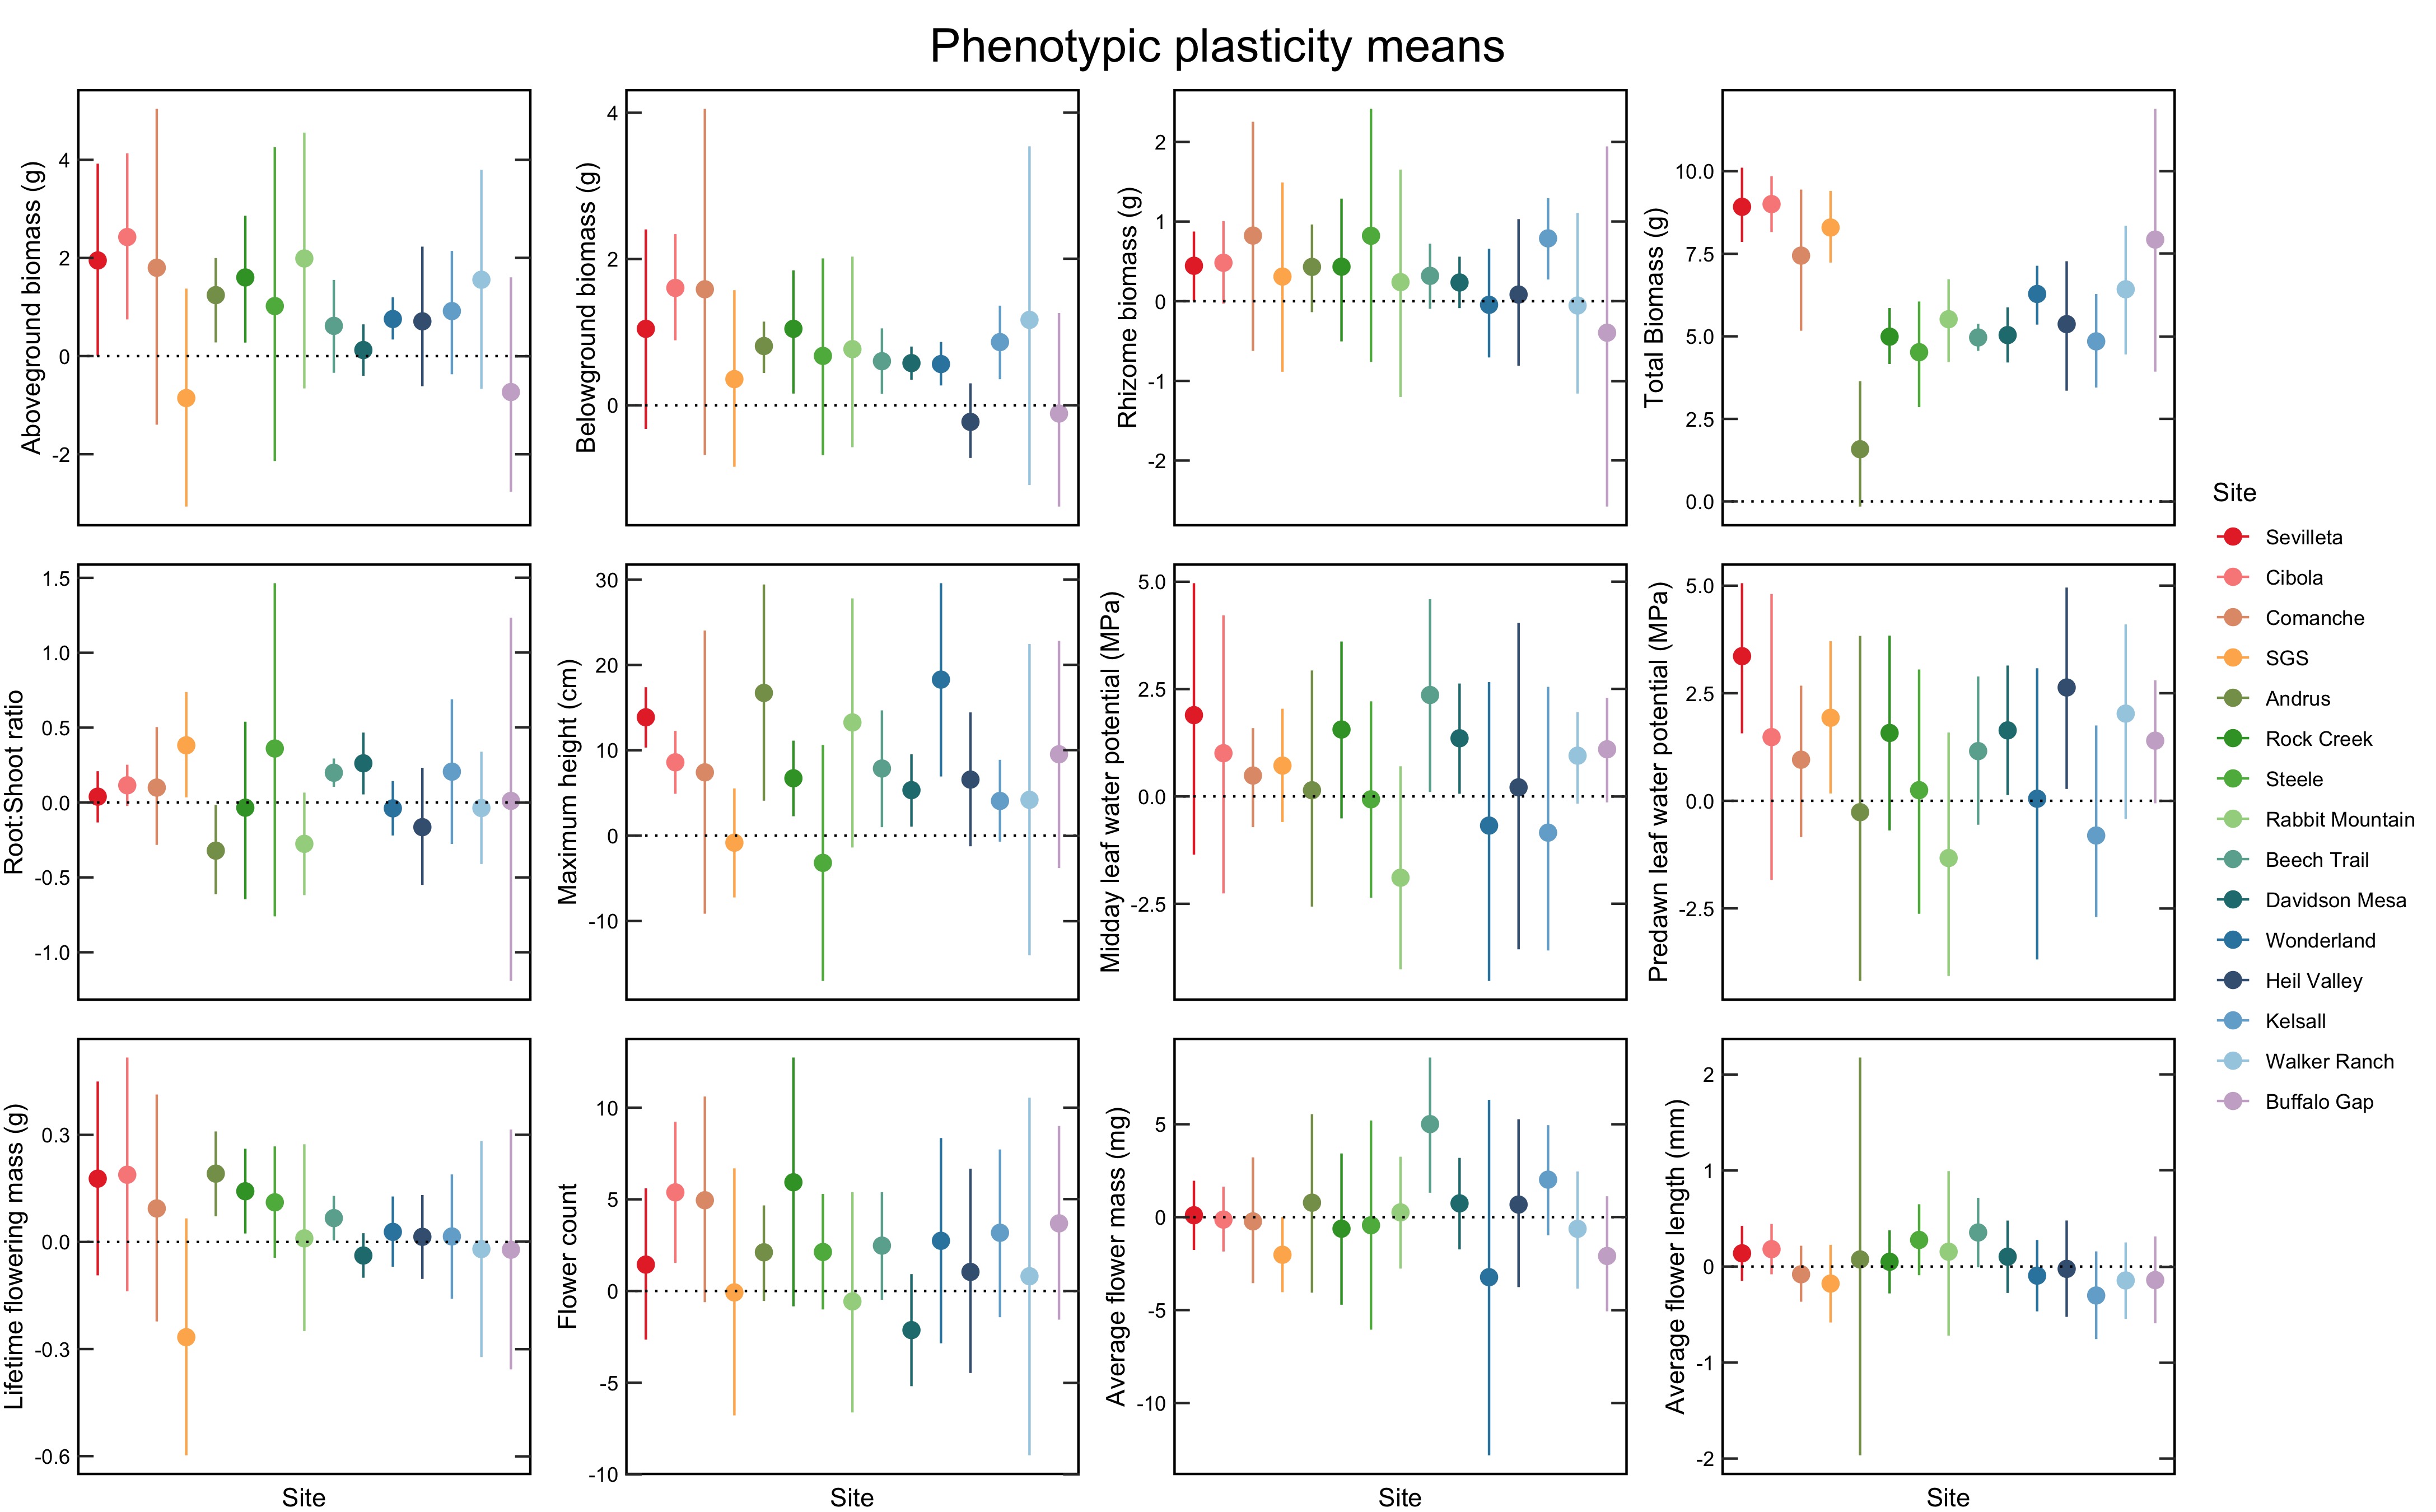 Phenotypic plasticity means
Aboveground biomass (g)
4
2
0
-2
Belowground biomass (g)
4
2
0
Rhizome biomass (g)
2
1
0
-1
-2
Total Biomass (g)
10.0
7.5
5.0
2.5
0.0
Root:Shoot ratio
1.5
1.0
0.5
0.0
-0.5
-1.0
Maximum height (cm)
30
20
10
0
-10
Midday leaf water potential (MPa)
5.0
2.5
0.0
-2.5
Predawn leaf water potential (MPa)
5.0
2.5
0.0
-2.5
Lifetime flowering mass (g)
0.3
0.0
-0.3
-0.6
Site
Flower count
10
5
0
-5
-10
Site
Average flower mass (mg)
5
0
-5
-10
Site
Average flower length (mm)
2
1
0
-1
-2
Site
Site
Sevilleta
Cibola
Comanche
SGS
Andrus
Rock Creek
Steele
Rabbit Mountain
Beech Trail
Davidson Mesa
Wonderland
Heil Valley
Kelsall
Walker Ranch
Buffalo Gap